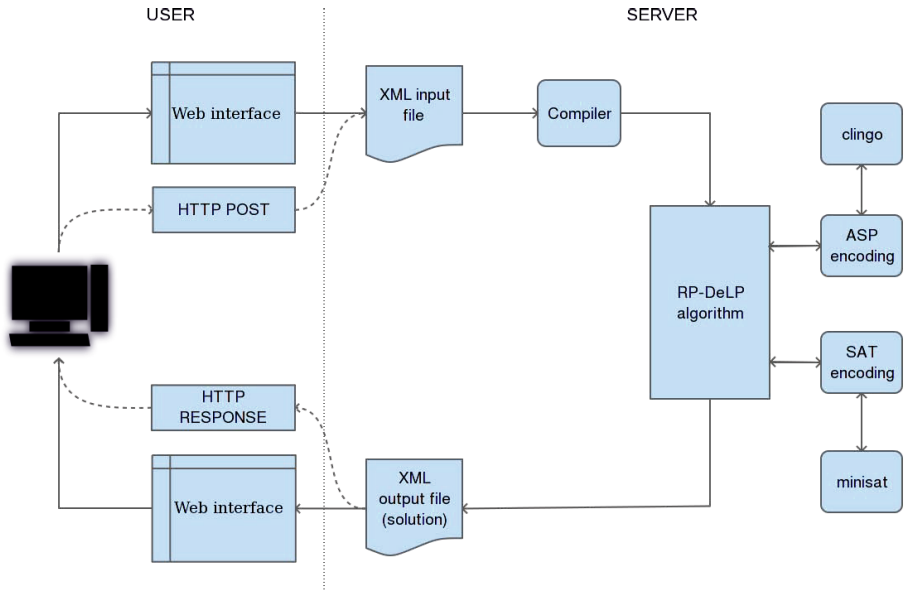 USER
SERVER
Web interface
XML input
file
Compiler
clingo
HTTP POST
ASP
encoding
RP-DeLP
algorithm
SAT
encoding
HTTP
RESPONSE
XML
output file
(solution)
Web interface
minisat